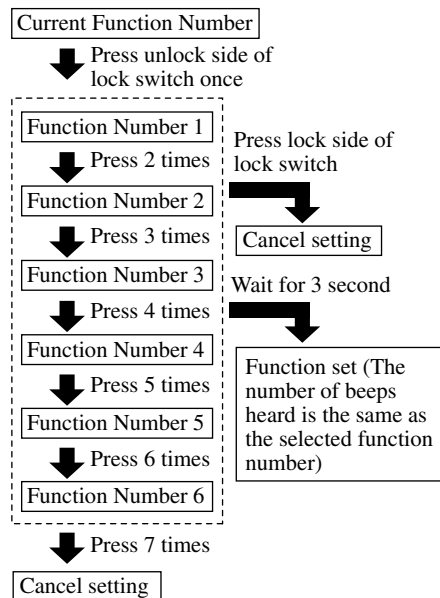 Current Function Number
Press unlock side of
lock switch once
Function Number 1
Press 2 times
Press lock side of
lock switch
Function Number 2
Press 3 times
Cancel setting
Function Number 3
Wait for 3 second
Press 4 times
Function Number 4
Function set (The
number of beeps
heard is the same as
the selected function
number)
Press 5 times
Function Number 5
Press 6 times
Function Number 6
Press 7 times
Cancel setting